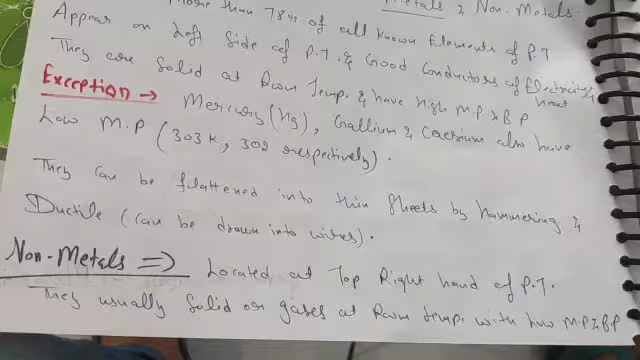 Metals & Non-Metals.
more than 78% of all known Elements of P.T
Appear on Left Side of P.T. & Good Conductors of Electricity & heat
They are Solid at Room Temp. & have high M.P & B.P
Exception → Mercury (Hg), Gallium & Caesium also have
Low M.P (303K, 302 respectively).
They can be flattened into thin Sheets by hammering &
Ductile (can be drawn into wires).
Non-Metals ⇒ Located at Top Right hand of P.T.
They usually Solid or gases at Room temp. with low M.P & B.P